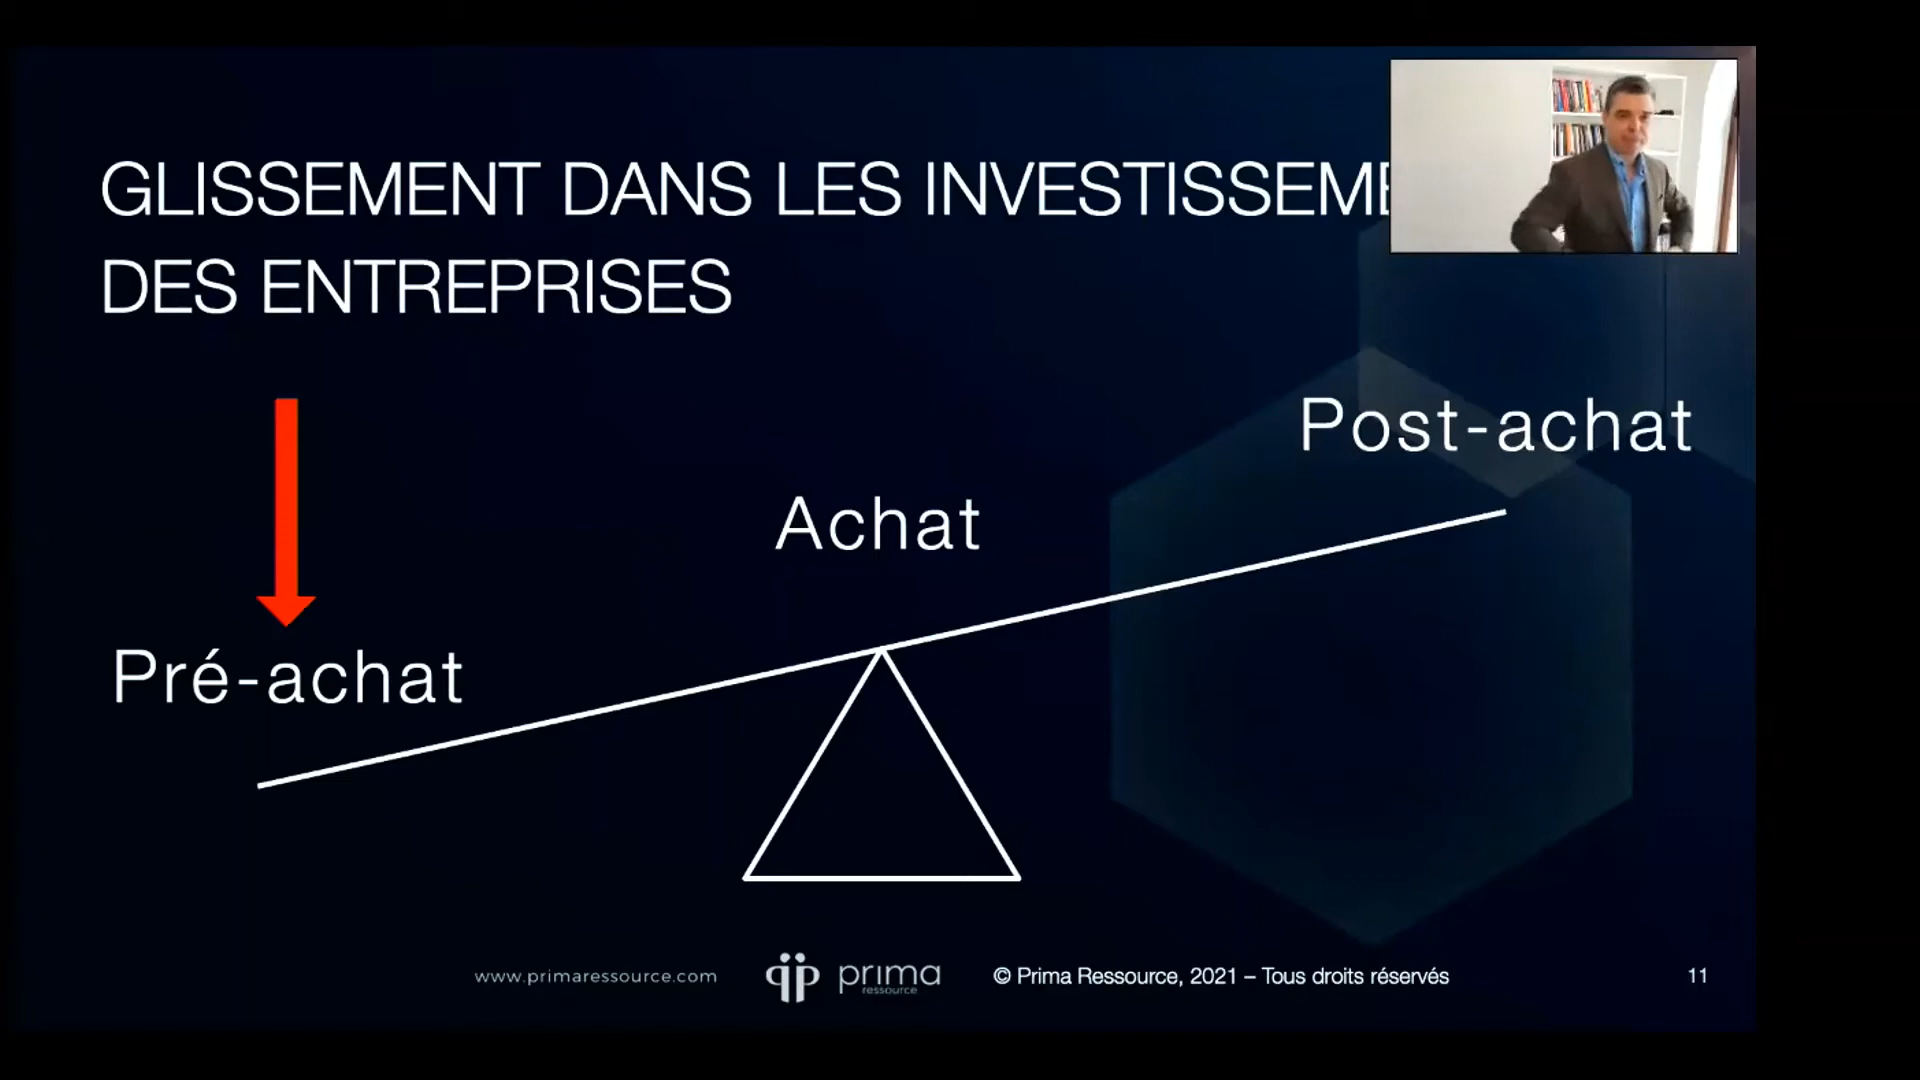 GLISSEMENT DANS LES
DES ENTREPRISES
Post-achat
Achat
Pré-achat
www.primaressource.com
prima
ressource
© Prima Ressource, 2021 – Tous droits réservés
11